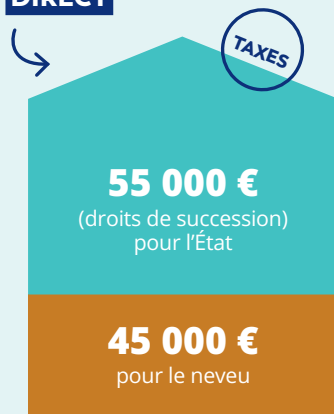 DIRECT
TAXES
55 000 €
(droits de succession)
pour l'État
45 000 €
pour le neveu